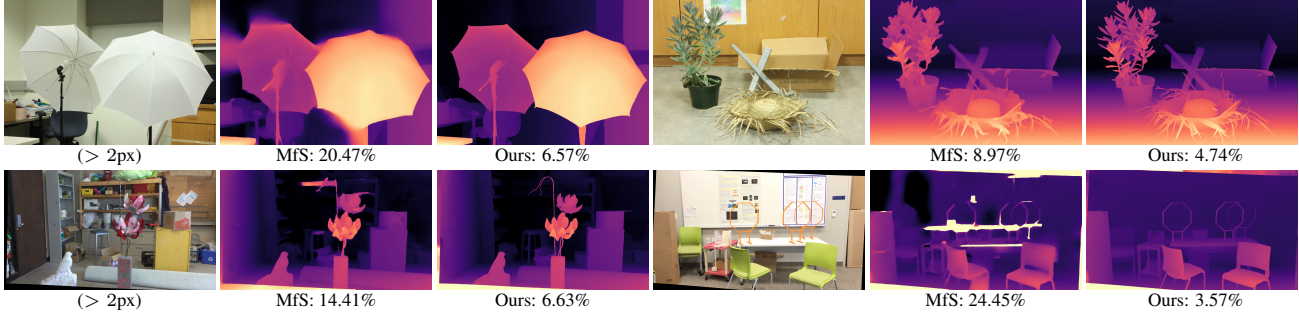 (> 2px) MfS: 20.47% Ours: 6.57% MfS: 8.97% Ours: 4.74%
(> 2px) MfS: 14.41% Ours: 6.63% MfS: 24.45% Ours: 3.57%